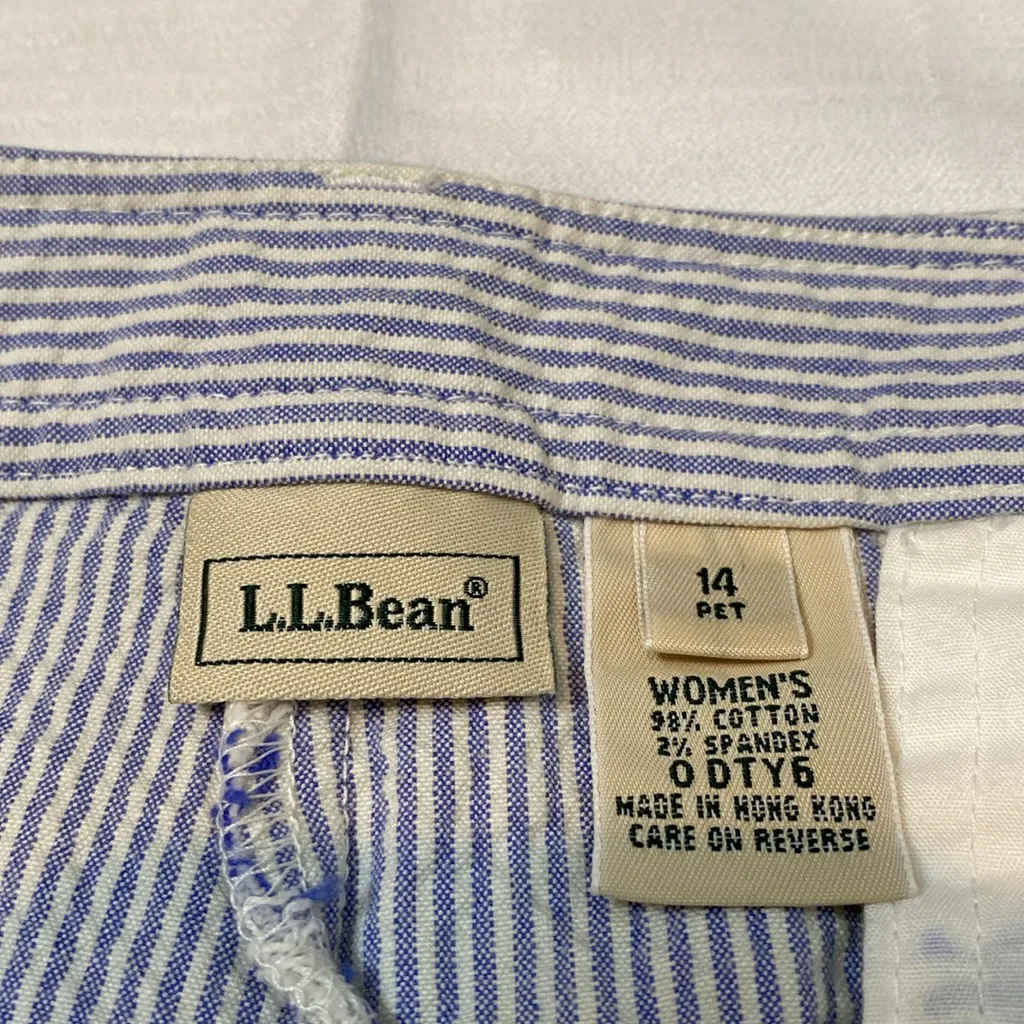 L.L.Bean®
14
PET
WOMEN'S
98% COTTON
2% SPANDEX
0 DTY6
MADE IN HONG KONG
CARE ON REVERSE